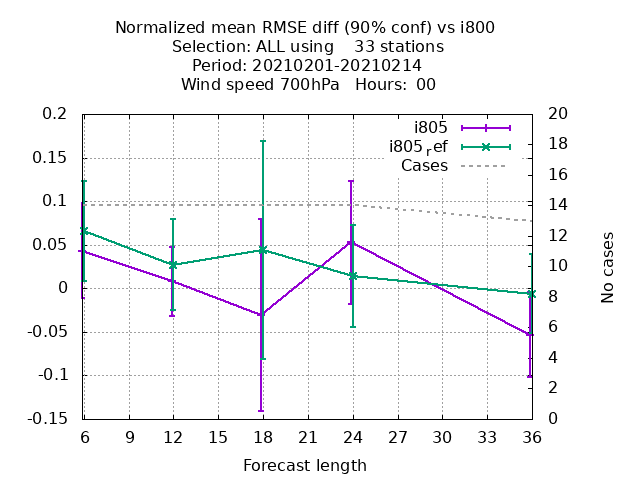 Normalized mean RMSE diff (90% conf) vs i800
Selection: ALL using    33 stations
Period: 20210201-20210214
Wind speed 700hPa   Hours:  00
0.2
0.15
0.1
0.05
0
-0.05
-0.1
-0.15
20
18
16
14
12
10
8
6
4
2
0
i805
i805ref
Cases
No cases
6 9 12 15 18 21 24 27 30 33 36
Forecast length